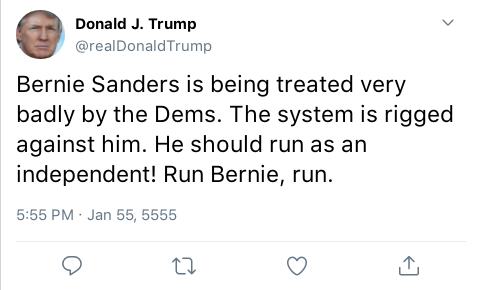 Donald J. Trump
@realDonaldTrump
Bernie Sanders is being treated very
badly by the Dems. The system is rigged
against him. He should run as an
independent! Run Bernie, run.
5:55 PM · Jan 55, 5555